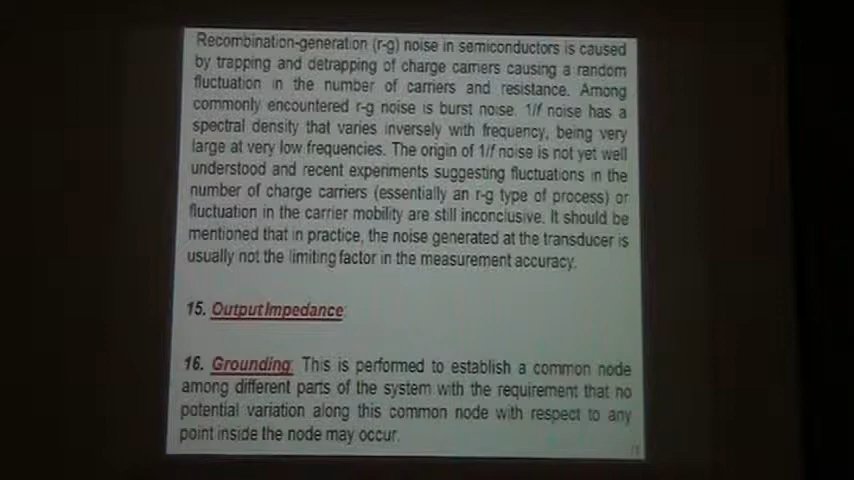 Recombination-generation (r-g) noise in semiconductors is caused
by trapping and detrapping of charge carriers causing a random
fluctuation in the number of carriers and resistance. Among
commonly encountered r-g noise is burst noise. 1/f noise has a
spectral density that varies inversely with frequency, being very
large at very low frequencies. The origin of 1/f noise is not yet well
understood and recent experiments suggesting fluctuations in the
number of charge carriers (essentially an r-g type of process) or
fluctuation in the carrier mobility are still inconclusive. It should be
mentioned that in practice, the noise generated at the transducer is
usually not the limiting factor in the measurement accuracy.
15. Output Impedance:
16. Grounding: This is performed to establish a common node
among different parts of the system with the requirement that no
potential variation along this common node with respect to any
point inside the node may occur.